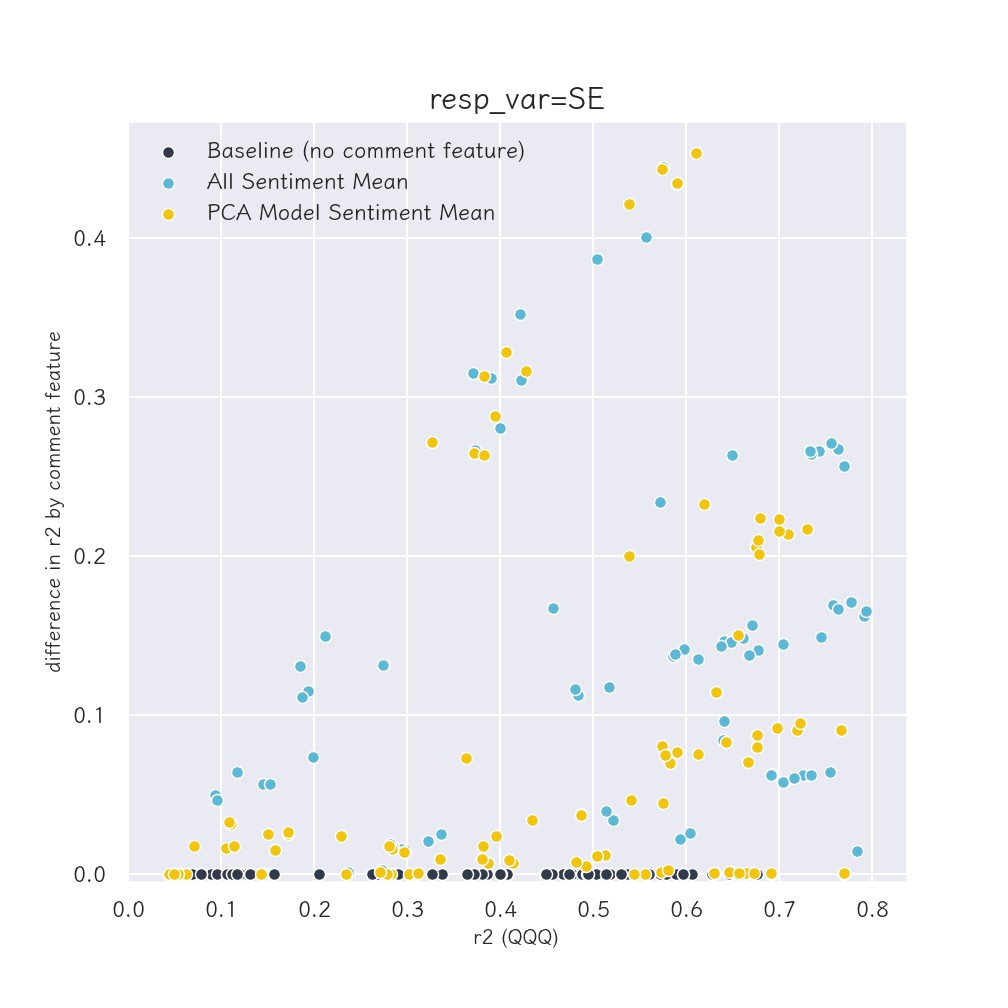 resp_var=SE
Baseline (no comment feature)
All Sentiment Mean
PCA Model Sentiment Mean
difference in r2 by comment feature
0.4
0.3
0.2
0.1
0.0
0.0 0.1 0.2 0.3 0.4 0.5 0.6 0.7 0.8
r2 (QQQ)